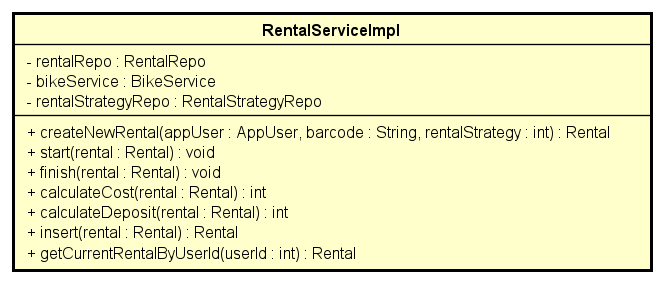 RentalServiceImpl
- rentalRepo : RentalRepo
- bikeService : BikeService
- rentalStrategyRepo : RentalStrategyRepo
+ createNewRental(appUser : AppUser, barcode : String, rentalStrategy : int) : Rental
+ start(rental : Rental) : void
+ finish(rental : Rental) : void
+ calculateCost(rental : Rental) : int
+ calculateDeposit(rental : Rental) : int
+ insert(rental : Rental) : Rental
+ getCurrentRentalByUserId(userId : int) : Rental